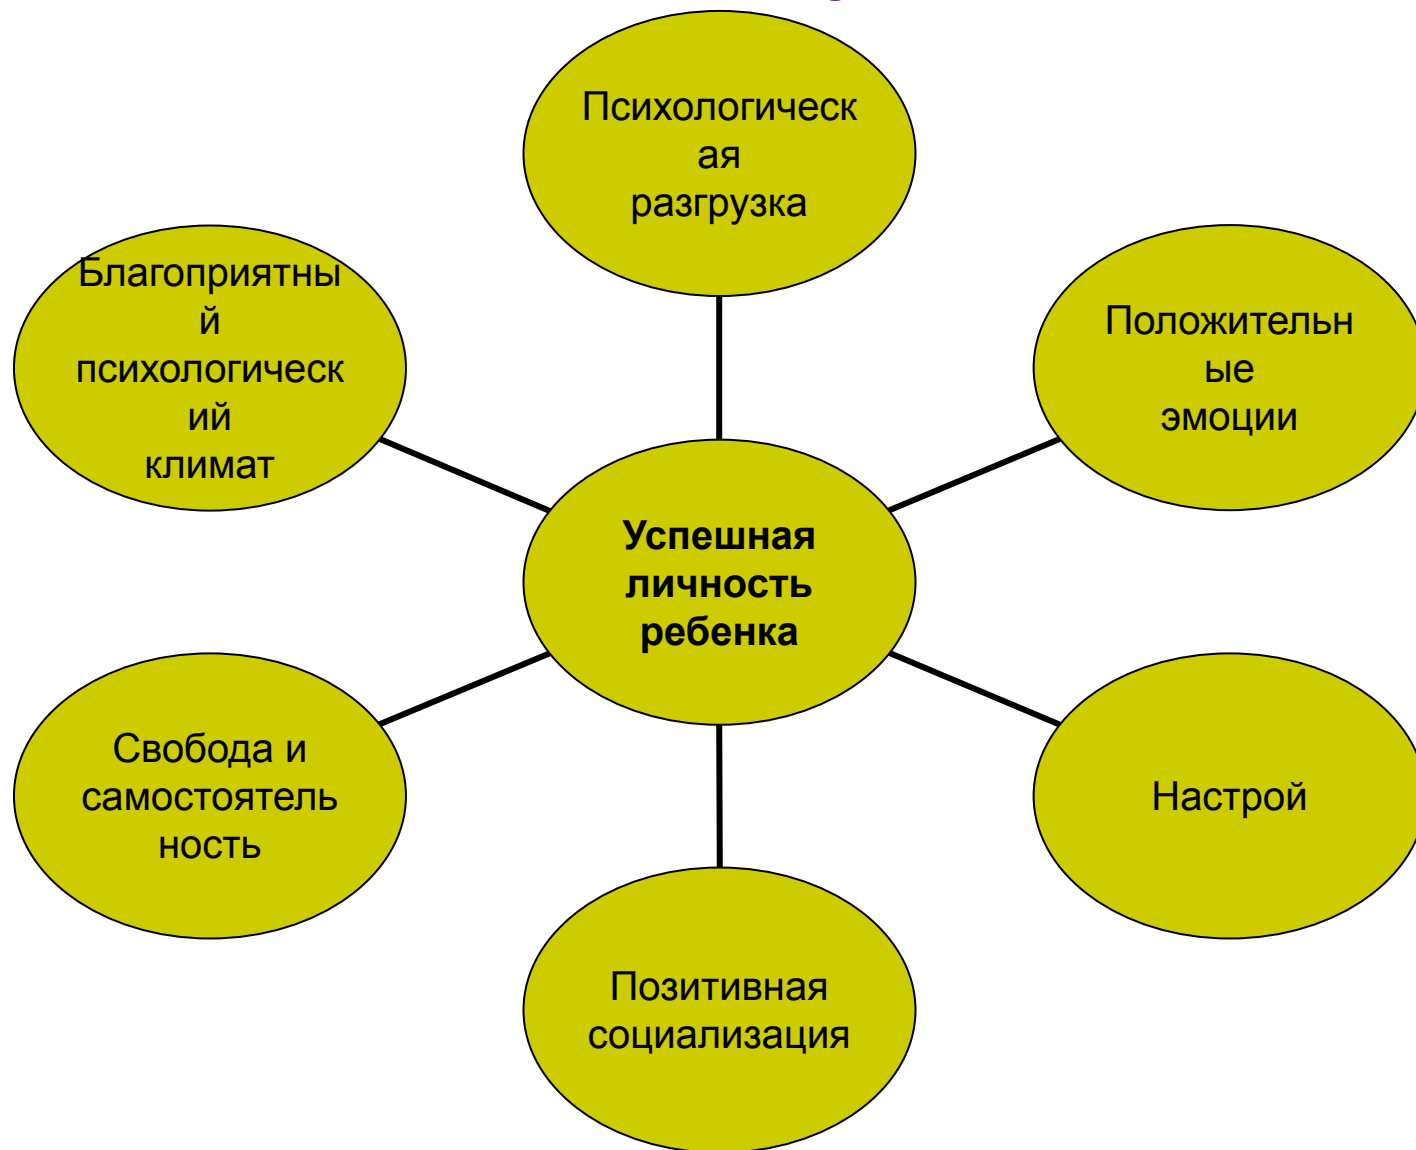 Психологическ
ая
разгрузка
Благоприятны
й
психологическ
ий
климат
Положительн
ые
эмоции
Успешная
личность
ребенка
Свобода и
самостоятель
ность
Настрой
Позитивная
социализация